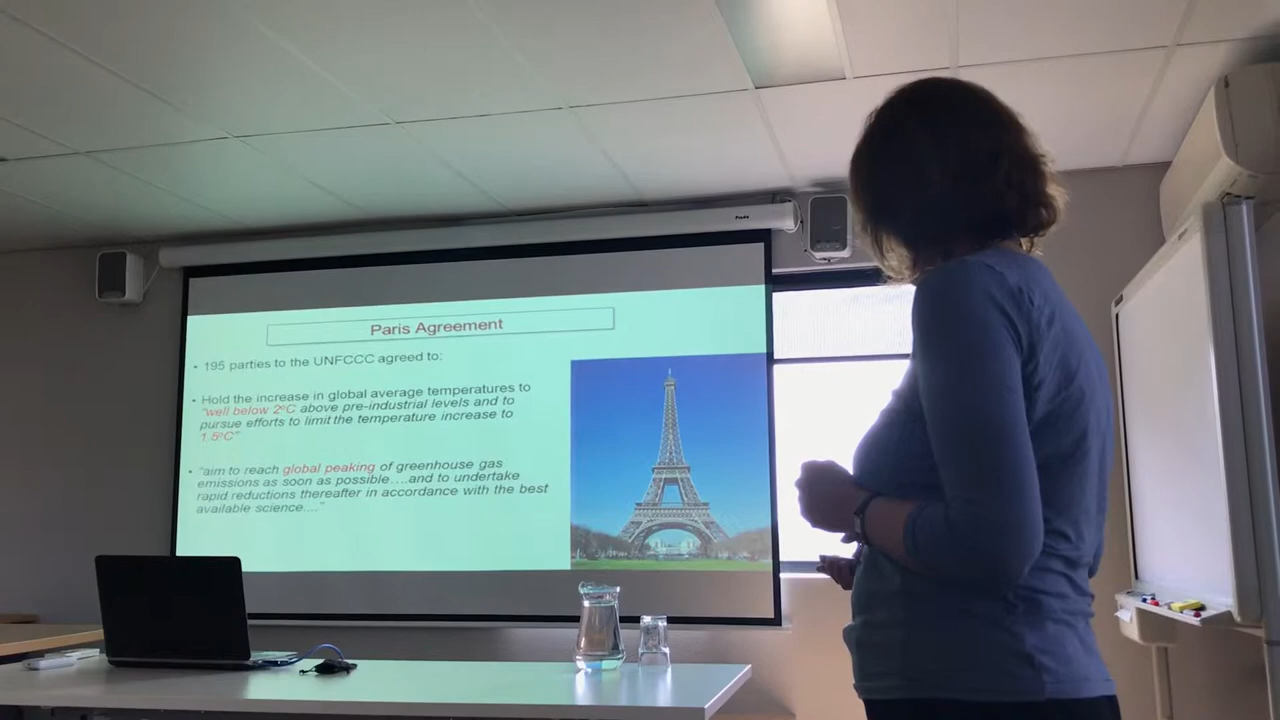 Paris Agreement
• 195 parties to the UNFCCC agreed to:
• Hold the increase in global average temperatures to
"well below 2ºC above pre-industrial levels and to
pursue efforts to limit the temperature increase to
1.5ºC"
• "aim to reach global peaking of greenhouse gas
emissions as soon as possible….and to undertake
rapid reductions thereafter in accordance with the best
available science…."